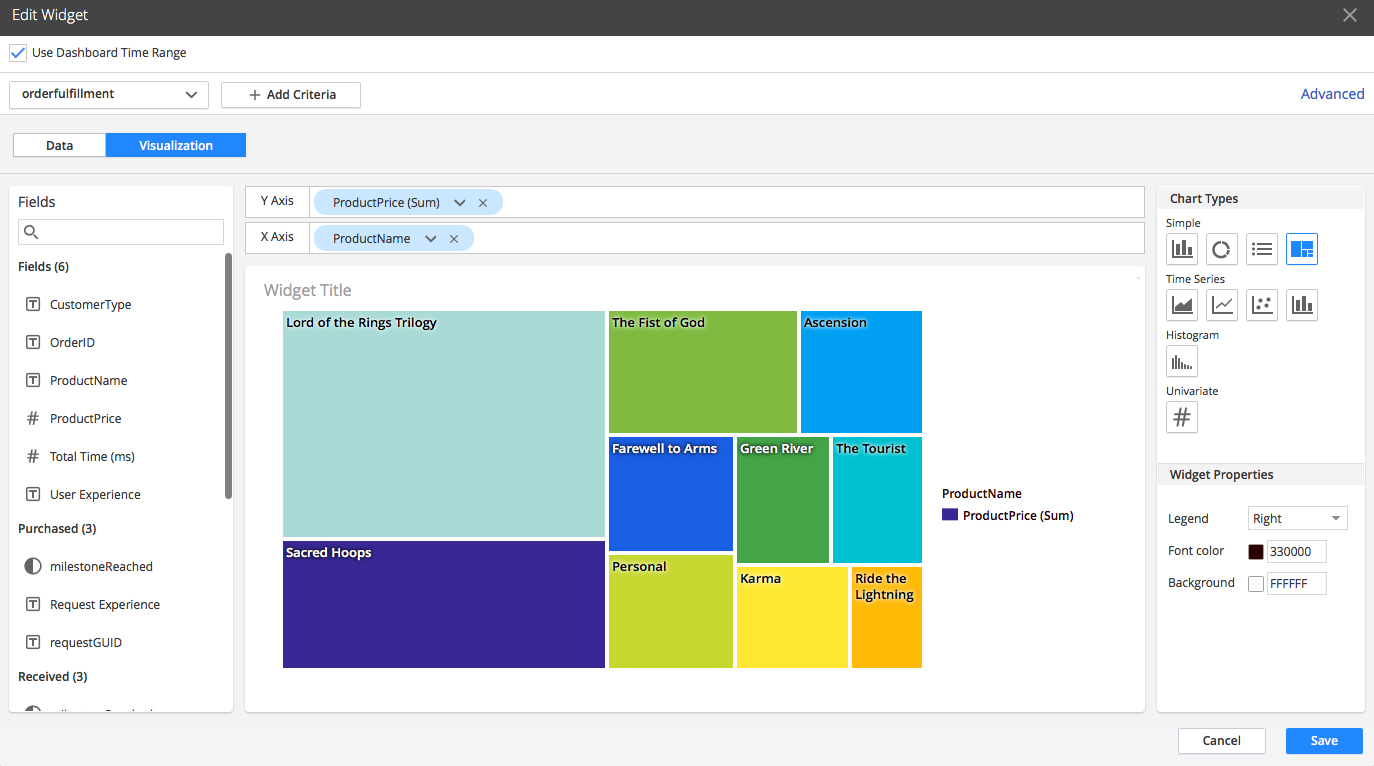 Edit Widget
Use Dashboard Time Range
orderfulfillment
Add Criteria
Advanced
Data
Visualization
Fields
Fields (6)
CustomerType
OrderID
ProductName
ProductPrice
Total Time (ms)
User Experience
Purchased (3)
milestoneReached
Request Experience
requestGUID
Received (3)
Y Axis
ProductPrice (Sum)
X Axis
ProductName
Widget Title
Lord of the Rings Trilogy
The Fist of God
Ascension
Farewell to Arms
Green River
The Tourist
Sacred Hoops
Personal
Karma
Ride the
Lightning
ProductName
ProductPrice (Sum)
Chart Types
Simple
Time Series
Histogram
Univariate
Widget Properties
Legend
Right
Font color
330000
Background
FFFFFF
Cancel
Save